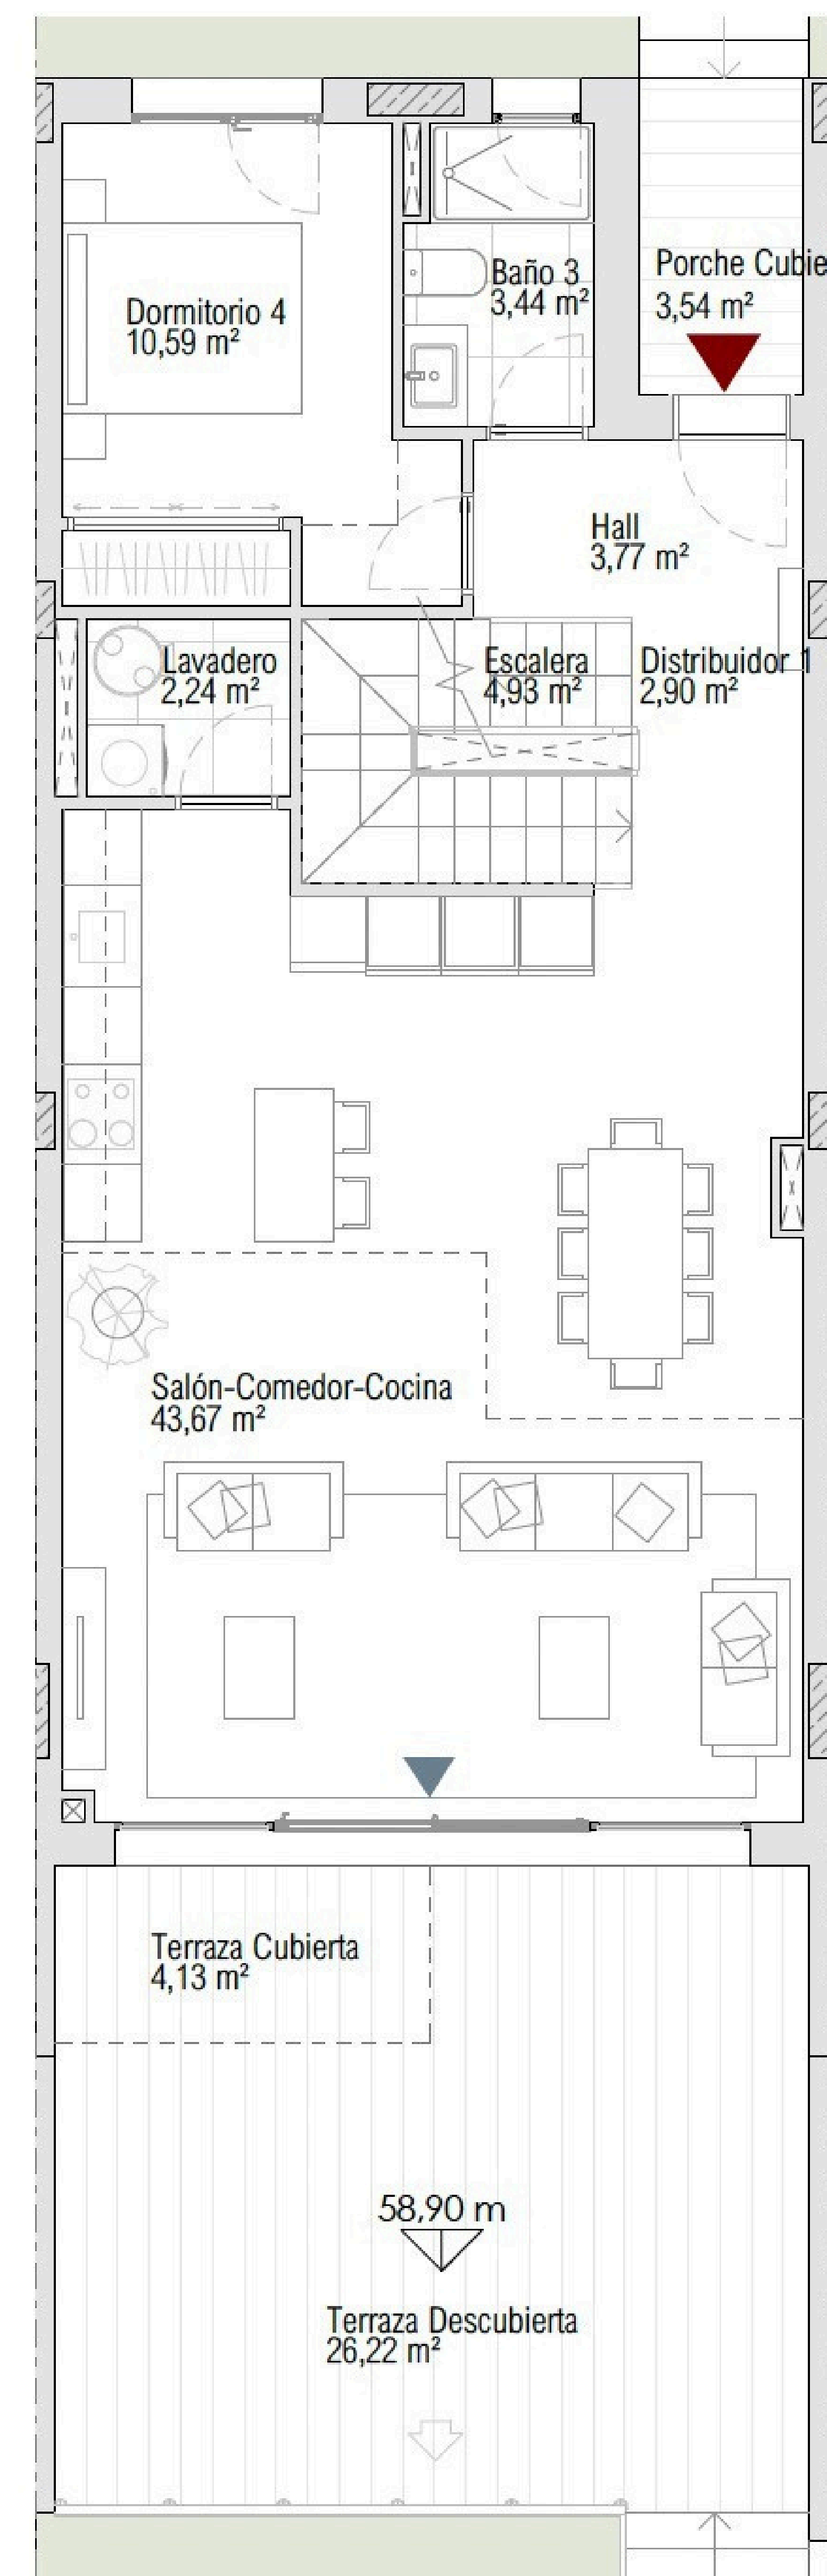 Dormitorio 4
10,59 m²
Baño 3
3,44 m²
Porche Cubie
3,54 m²
Hall
3,77 m²
Lavadero
2,24 m²
Escalera
4,93 m²
Distribuidor 1
2,90 m²
Salón-Comedor-Cocina
43,67 m²
Terraza Cubierta
4,13 m²
58,90 m
Terraza Descubierta
26,22 m²